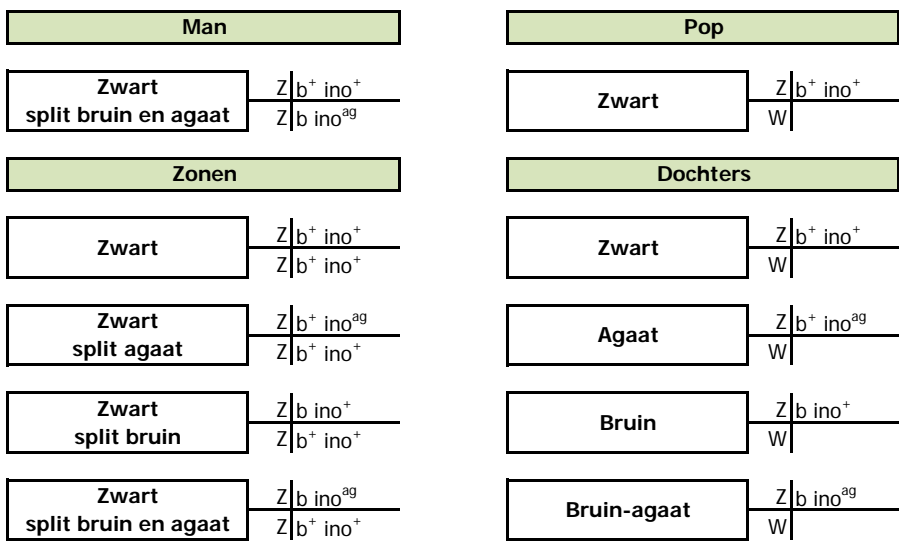 Man
Pop
Zwart
split bruin en agaat
Z b⁺ ino⁺
Z b inoᵃᵍ
Zwart
Z b⁺ ino⁺
W
Zonen
Dochters
Zwart
Z b⁺ ino⁺
Z b⁺ ino⁺
Zwart
Z b⁺ ino⁺
W
Zwart
split agaat
Z b⁺ inoᵃᵍ
Z b⁺ ino⁺
Agaat
Z b⁺ inoᵃᵍ
W
Zwart
split bruin
Z b ino⁺
Z b⁺ ino⁺
Bruin
Z b ino⁺
W
Zwart
split bruin en agaat
Z b inoᵃᵍ
Z b⁺ ino⁺
Bruin-agaat
Z b inoᵃᵍ
W